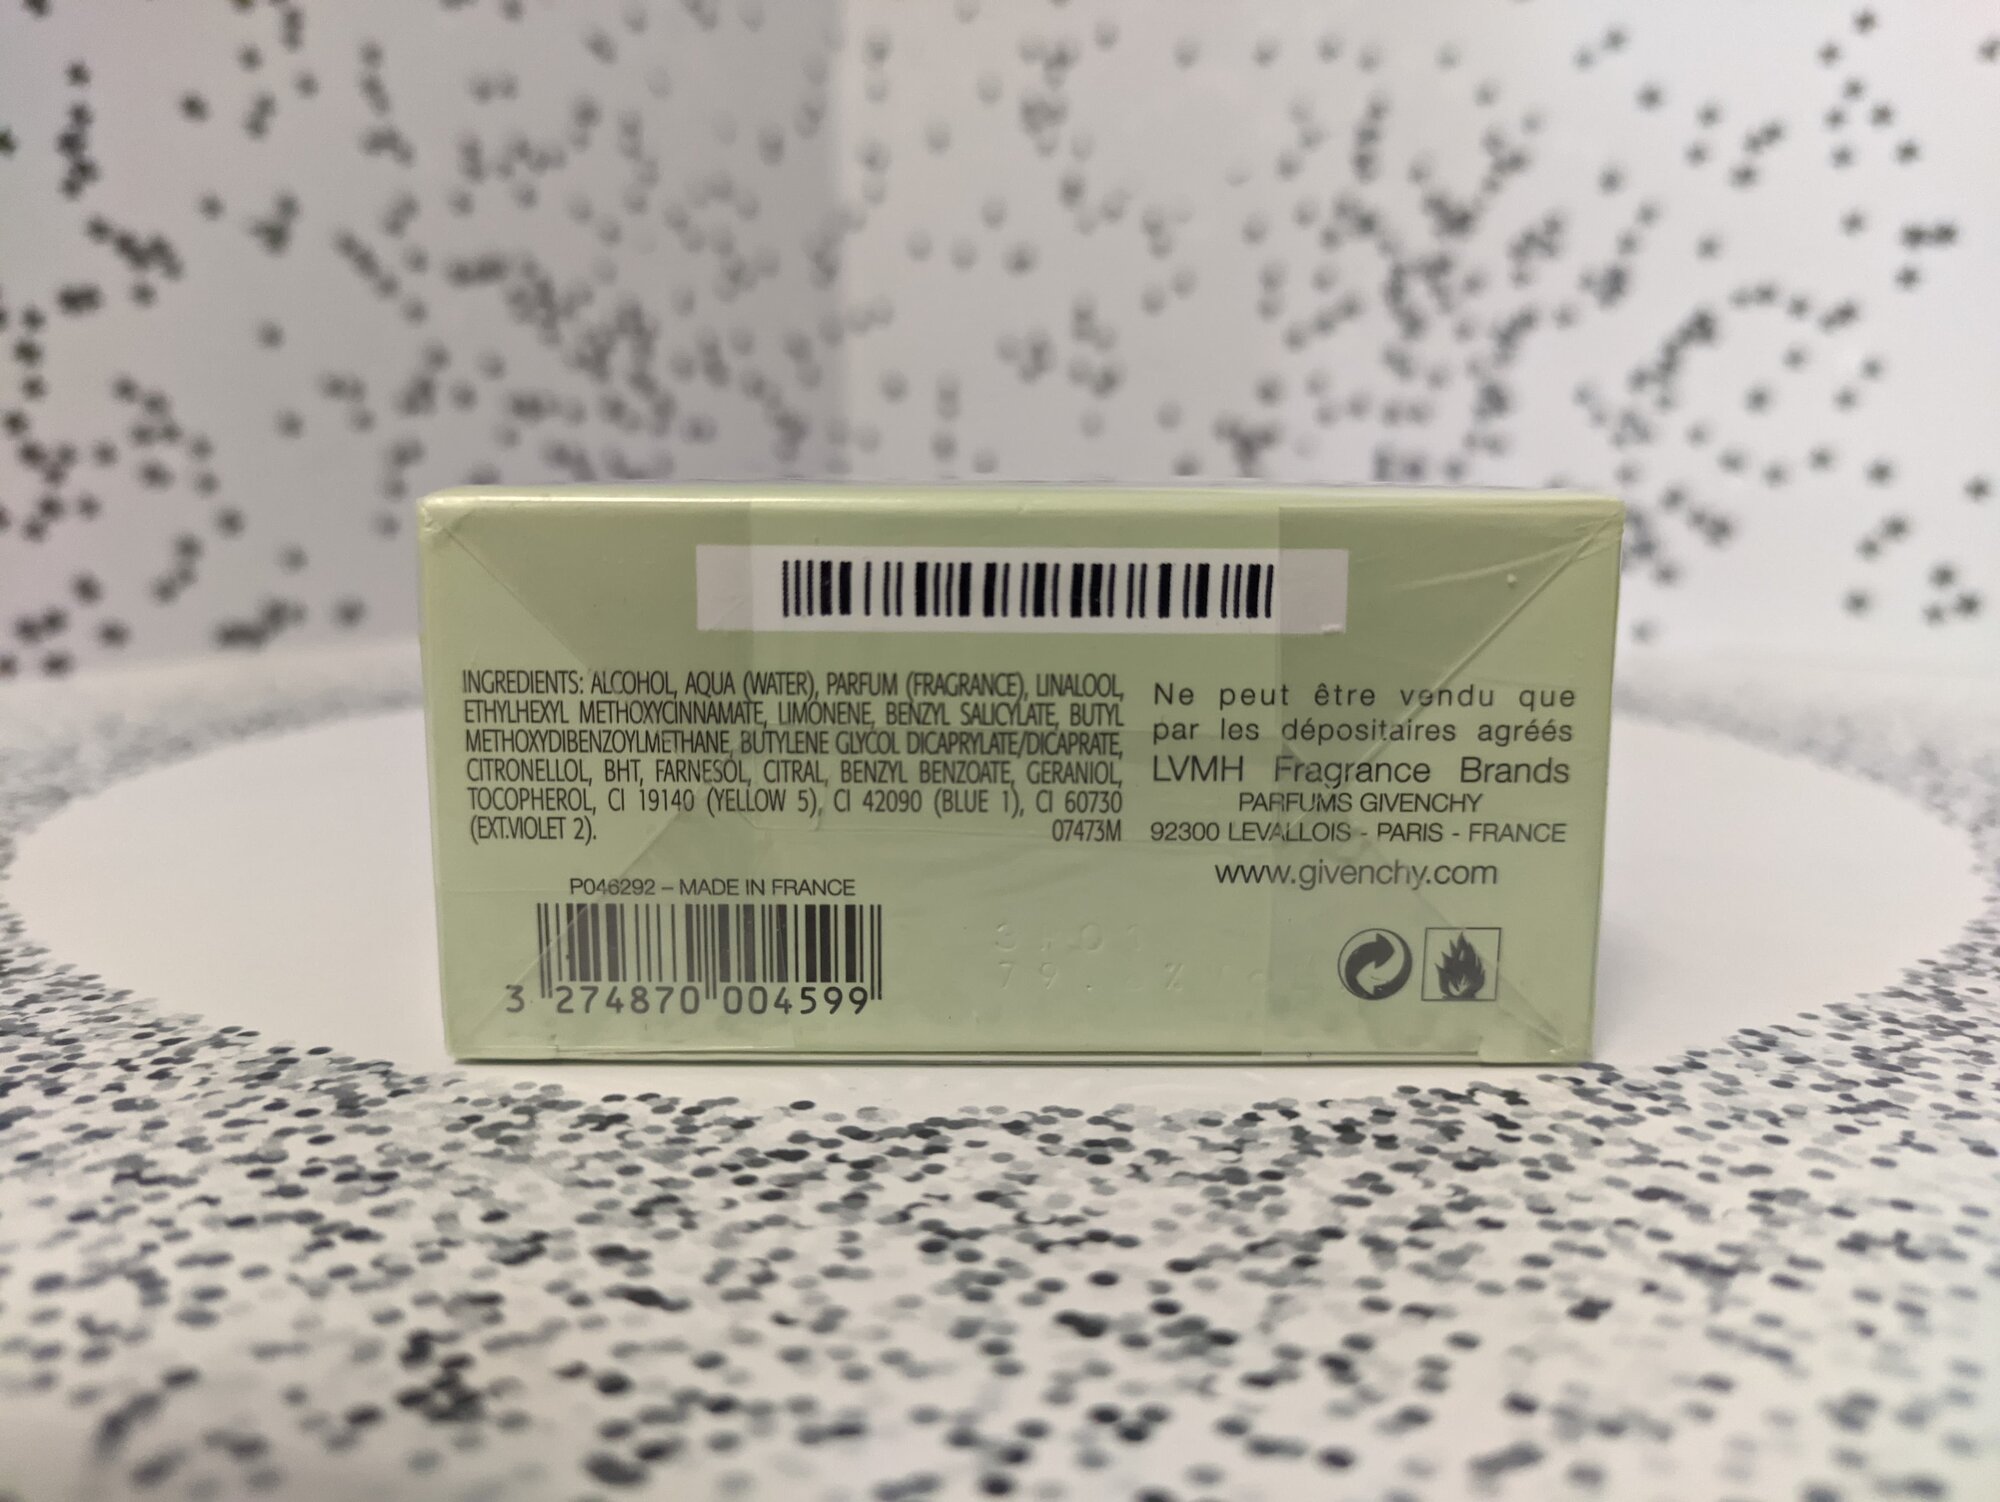 INGREDIENTS: ALCOHOL, AQUA (WATER), PARFUM (FRAGRANCE), LINALOOL,
ETHYLHEXYL METHOXYCINNAMATE, LIMONENE, BENZYL SALICYLATE, BUTYL
METHOXYDIBENZOYLMETHANE, BUTYLENE GLYCOL DICAPRYLATE/DICAPRATE,
CITRONELLOL, BHT, FARNESOL, CITRAL, BENZYL BENZOATE, GERANIOL,
TOCOPHEROL, CI 19140 (YELLOW 5), CI 42090 (BLUE 1), CI 60730
(EXT.VIOLET 2). 07473M
P046292 – MADE IN FRANCE
3 274870 004599
Ne peut être vendu que
par les dépositaires agréés
LVMH Fragrance Brands
PARFUMS GIVENCHY
92300 LEVALLOIS - PARIS - FRANCE
www.givenchy.com